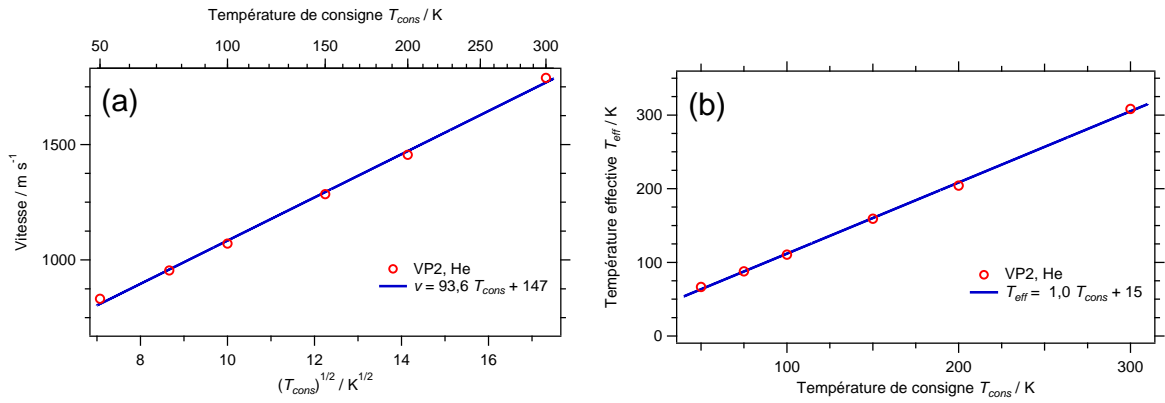 Température de consigne T_cons / K
50 100 150 200 300
(a)
Vitesse / m s⁻¹
1500
1000
VP2, He
v = 93,6 T_cons + 147
8 10 12 14 16
(T_cons)^1/2 / K^1/2
(b)
Température effective T_eff / K
300
200
100
0
VP2, He
T_eff = 1,0 T_cons + 15
100 200 300
Température de consigne T_cons / K